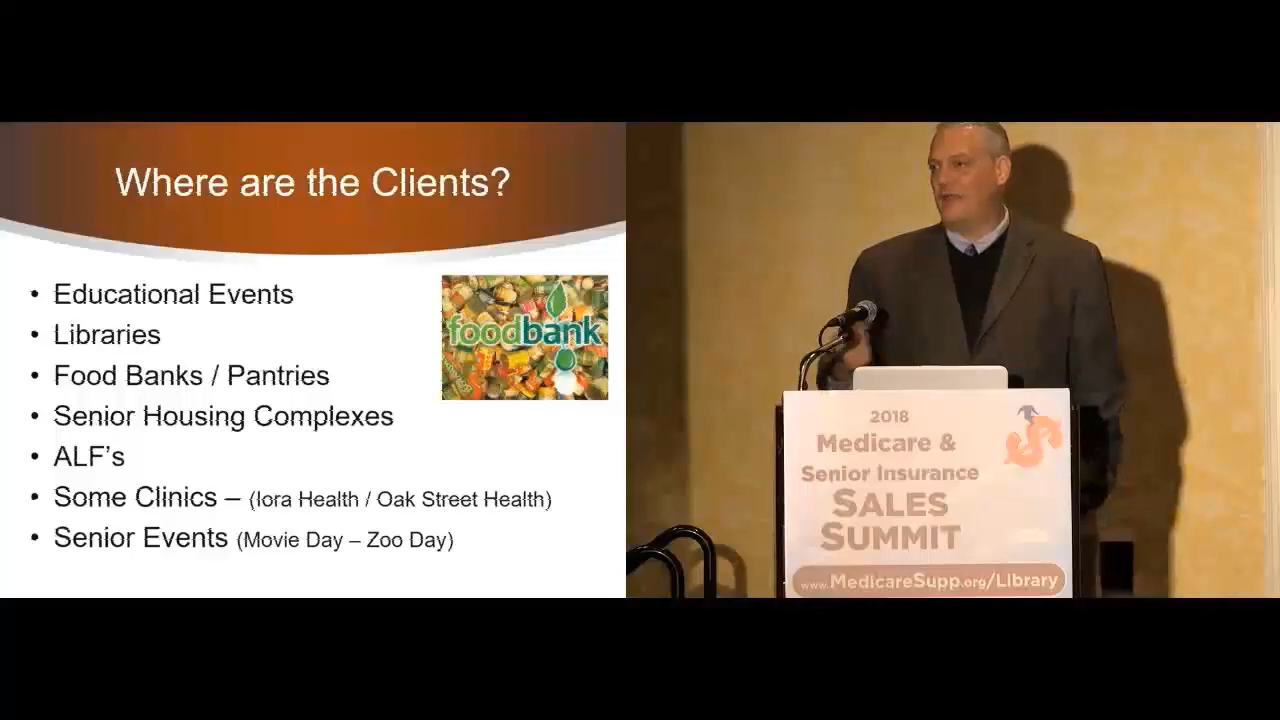 Where are the Clients?
• Educational Events
• Libraries
• Food Banks / Pantries
• Senior Housing Complexes
• ALF's
• Some Clinics – (Iora Health / Oak Street Health)
• Senior Events (Movie Day – Zoo Day)
foodbank
2018
Medicare &
Senior Insurance
SALES
SUMMIT
www.MedicareSupp.org/Library